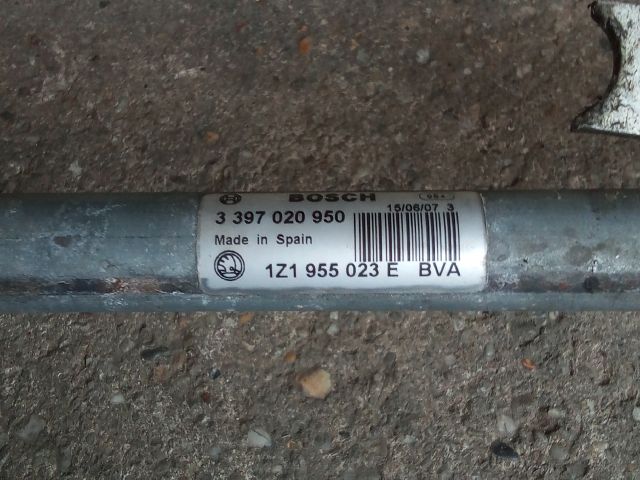 BOSCH
15/06/07 3
3 397 020 950
Made in Spain
1Z1 955 023 E BVA